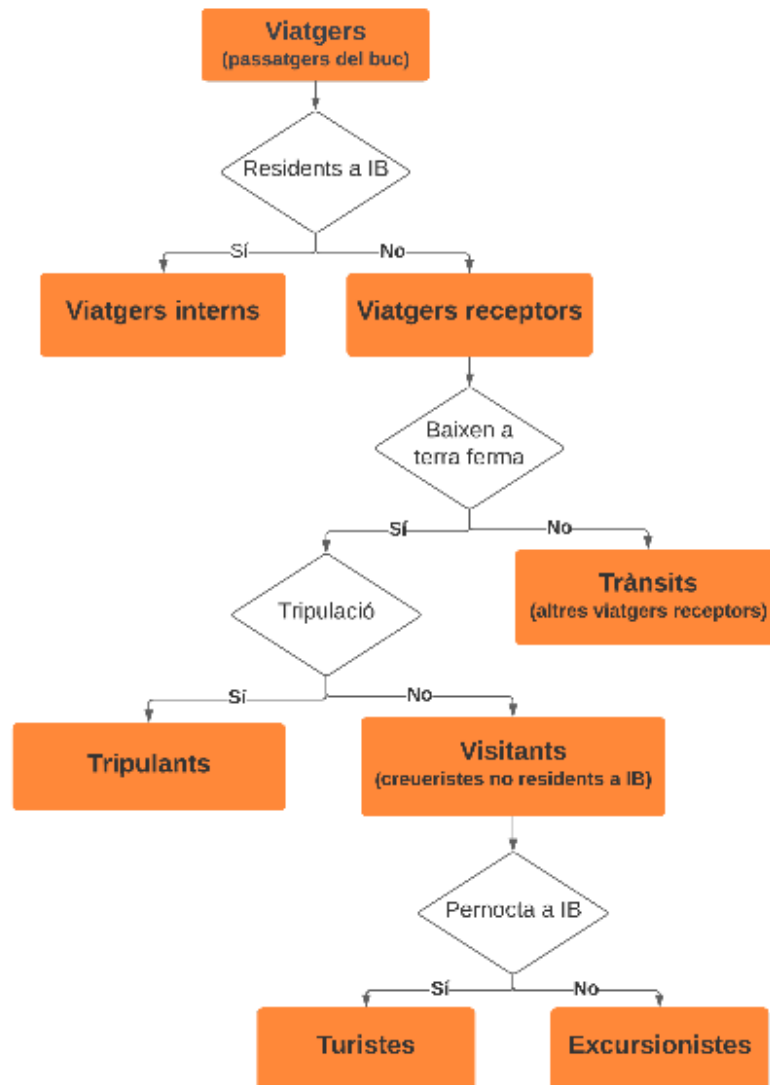 Viatgers
(passatgers del buc)
Residents a IB
Sí
No
Viatgers interns
Viatgers receptors
Baixen a
terra ferma
Sí
No
Tripulació
Trànsits
(altres viatgers receptors)
Sí
No
Tripulants
Visitants
(creueristes no residents a IB)
Pernocta a IB
Sí
No
Turistes
Excursionistes